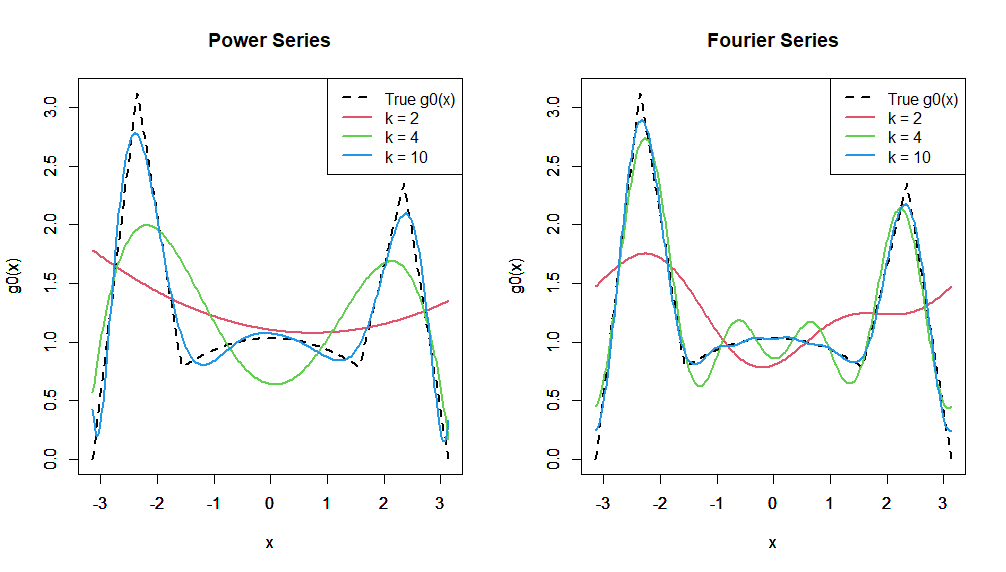 Power Series
g0(x)
3.0
2.5
2.0
1.5
1.0
0.5
0.0
True g0(x)
k = 2
k = 4
k = 10
-3 -2 -1 0 1 2 3
x
Fourier Series
g0(x)
3.0
2.5
2.0
1.5
1.0
0.5
0.0
True g0(x)
k = 2
k = 4
k = 10
-3 -2 -1 0 1 2 3
x